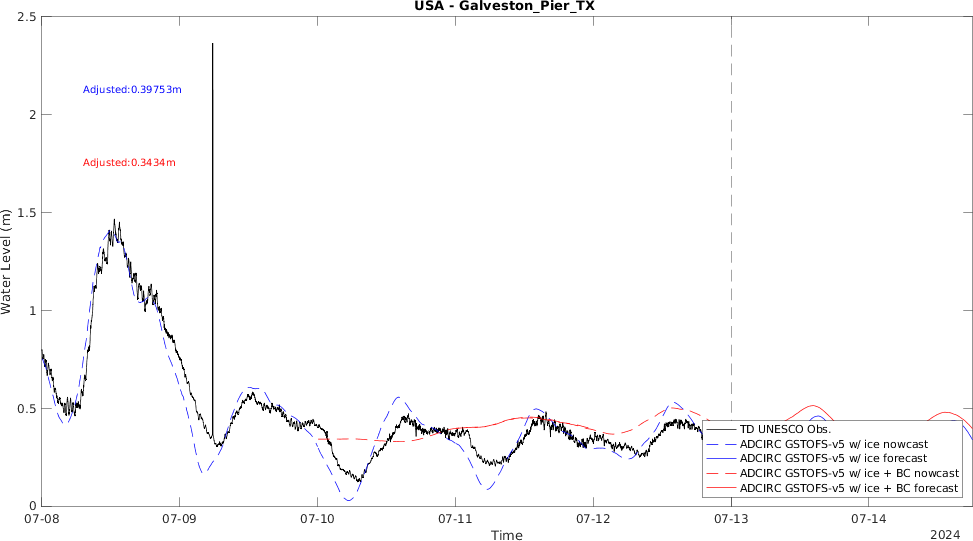 USA - Galveston_Pier_TX
2.5
2
1.5
1
0.5
0
Water Level (m)
Adjusted:0.39753m
Adjusted:0.3434m
TD UNESCO Obs.
ADCIRC GSTOFS-v5 w/ ice nowcast
ADCIRC GSTOFS-v5 w/ ice forecast
ADCIRC GSTOFS-v5 w/ ice + BC nowcast
ADCIRC GSTOFS-v5 w/ ice + BC forecast
07-08 07-09 07-10 07-11 07-12 07-13 07-14
Time
2024